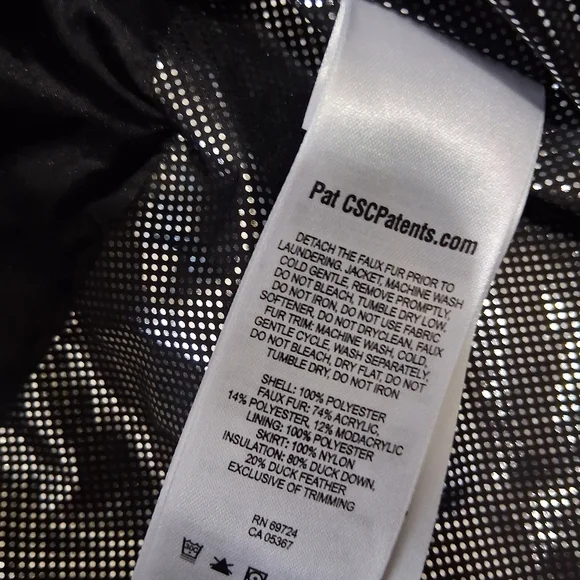 Pat CSCPatents.com
DETACH THE FAUX FUR PRIOR TO
LAUNDERING, JACKET, MACHINE WASH
COLD GENTLE, REMOVE PROMPTLY,
DO NOT BLEACH, TUMBLE DRY LOW,
DO NOT IRON, DO NOT USE FABRIC
SOFTENER, DO NOT DRYCLEAN, FAUX
FUR TRIM: MACHINE WASH, COLD,
GENTLE CYCLE, WASH SEPARATELY,
DO NOT BLEACH, DRY FLAT, DO NOT
TUMBLE DRY, DO NOT IRON
SHELL: 100% POLYESTER
FAUX FUR: 74% ACRYLIC,
14% POLYESTER, 12% MODACRYLIC
LINING: 100% POLYESTER
SKIRT: 100% NYLON
INSULATION: 80% DUCK DOWN,
20% DUCK FEATHER
EXCLUSIVE OF TRIMMING
RN 69724
CA 05367